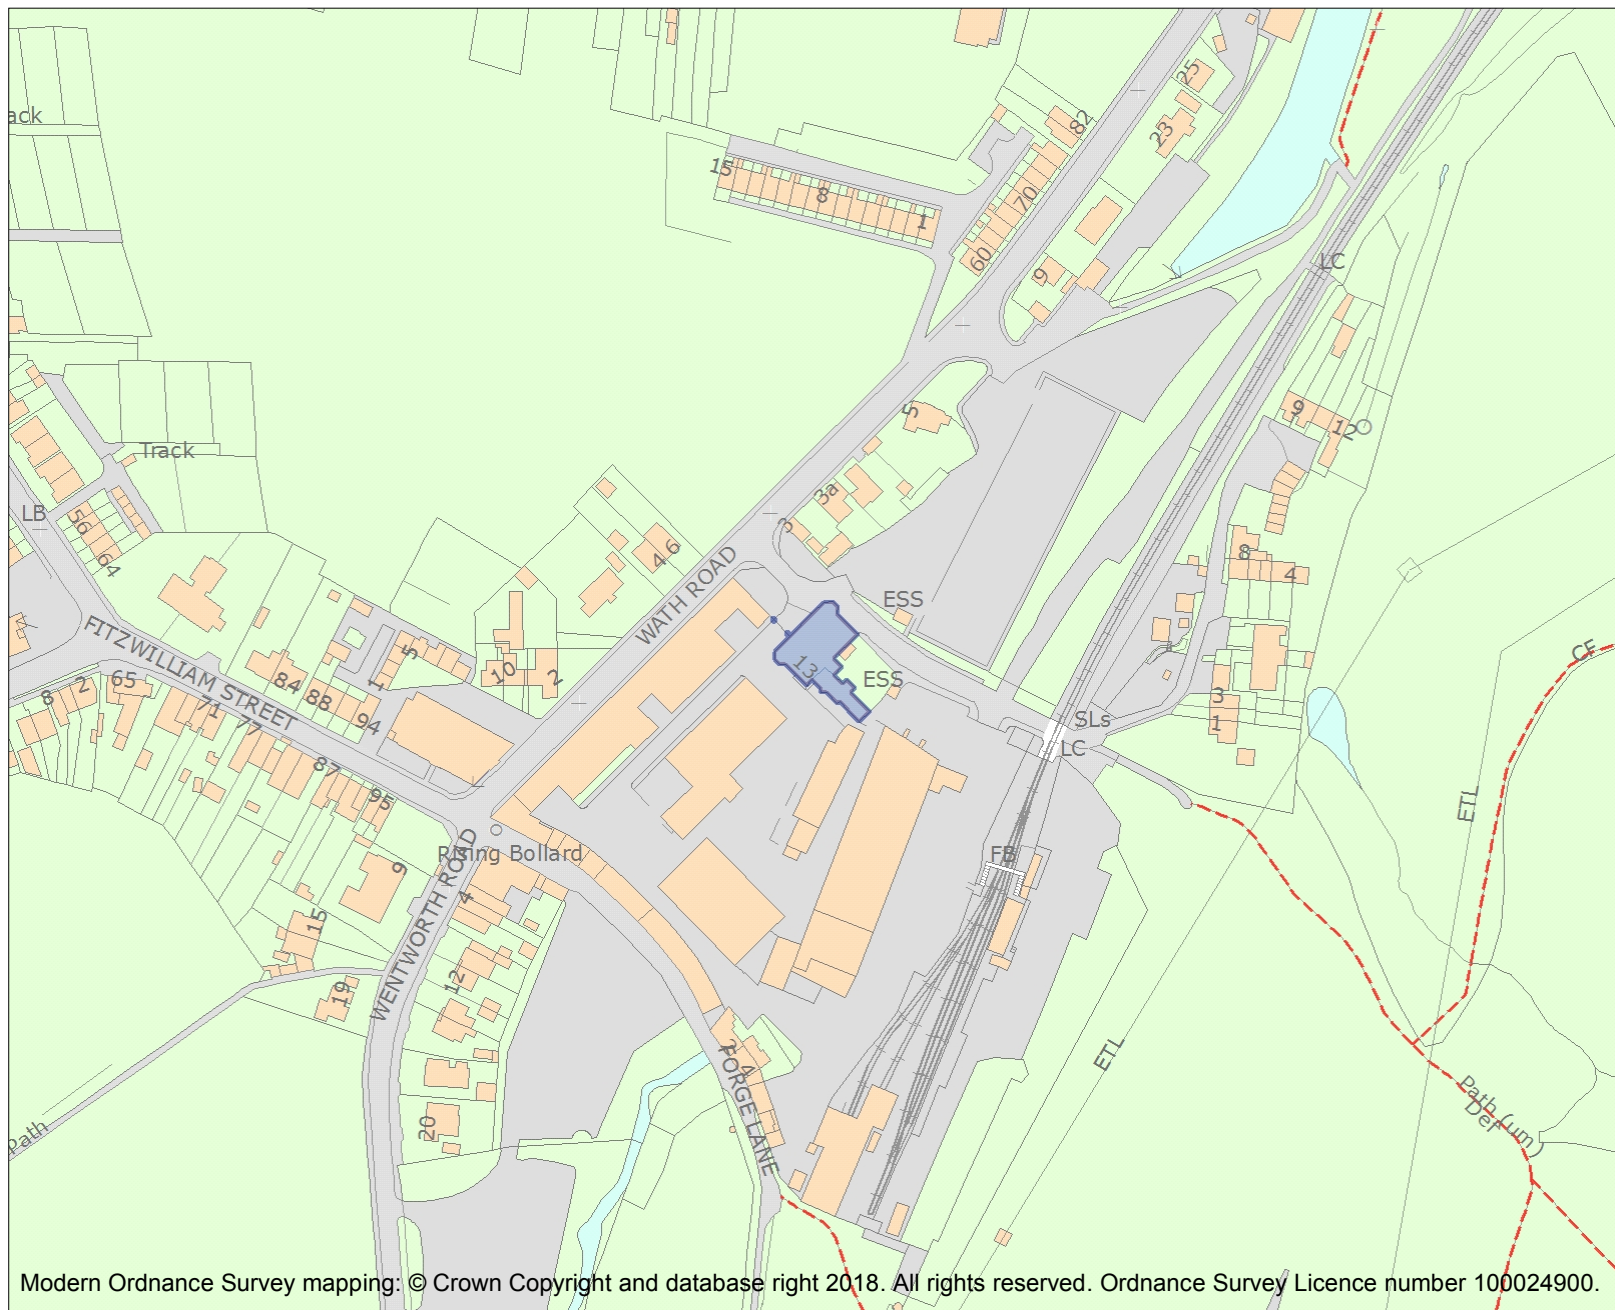 ack
15
8
1
82
70
60
25
23
9
LC
5
9
12
Track
LB
56
64
3a
3
4 6
WATH ROAD
ESS
8
4
FITZWILLIAM STREET
5
1
10
2
13
ESS
3
1
CF
8
2
65
84
88
94
71
77
87
95
SLs
LC
ETL
Rising Bollard
FB
9
4
15
WENTWORTH ROAD
12
19
2
4
FORGE LANE
ETL
20
Path
Path (um)
Def
Modern Ordnance Survey mapping: © Crown Copyright and database right 2018. All rights reserved. Ordnance Survey Licence number 100024900.